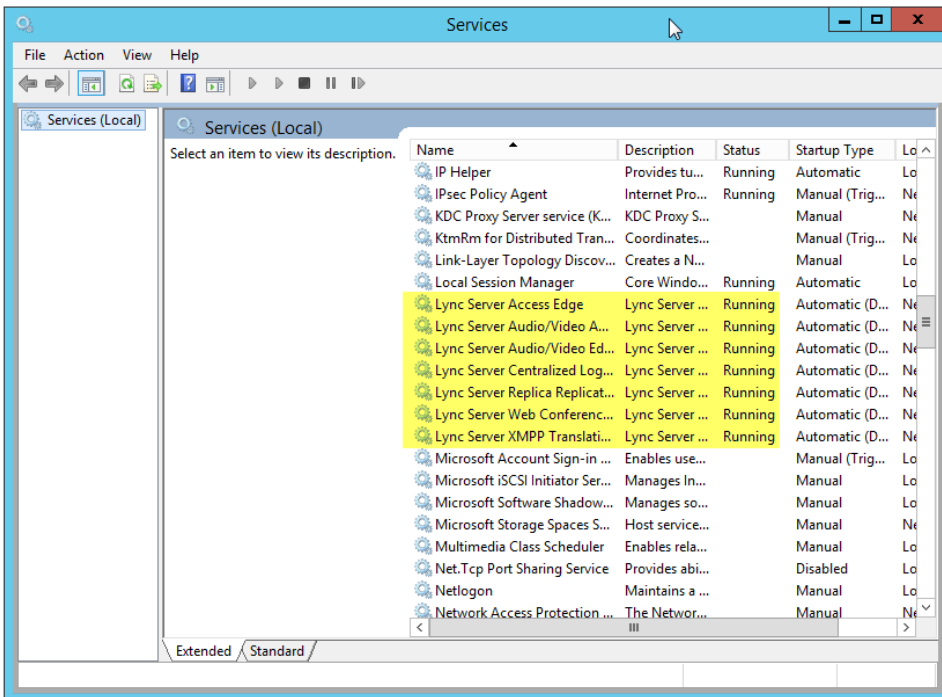 Services
File Action View Help
Services (Local)
Services (Local)
Select an item to view its description.
Name Description Status Startup Type Lo
IP Helper Provides tu... Running Automatic Lo
IPsec Policy Agent Internet Pro... Running Manual (Trig... Ne
KDC Proxy Server service (K... KDC Proxy S... Manual Ne
KtmRm for Distributed Tran... Coordinates... Manual (Trig... Ne
Link-Layer Topology Discov... Creates a N... Manual Lo
Local Session Manager Core Windo... Running Automatic Lo
Lync Server Access Edge Lync Server ... Running Automatic (D... Ne
Lync Server Audio/Video A... Lync Server ... Running Automatic (D... Ne
Lync Server Audio/Video Ed... Lync Server ... Running Automatic (D... Ne
Lync Server Centralized Log... Lync Server ... Running Automatic (D... Ne
Lync Server Replica Replicat... Lync Server ... Running Automatic (D... Ne
Lync Server Web Conferenc... Lync Server ... Running Automatic (D... Ne
Lync Server XMPP Translati... Lync Server ... Running Automatic (D... Ne
Microsoft Account Sign-in ... Enables use... Manual (Trig... Lo
Microsoft iSCSI Initiator Ser... Manages In... Manual Lo
Microsoft Software Shadow... Manages so... Manual Lo
Microsoft Storage Spaces S... Host service... Manual Ne
Multimedia Class Scheduler Enables rela... Manual Lo
Net.Tcp Port Sharing Service Provides abi... Disabled Lo
Netlogon Maintains a ... Manual Lo
Network Access Protection ... The Networ... Manual Ne
Extended Standard